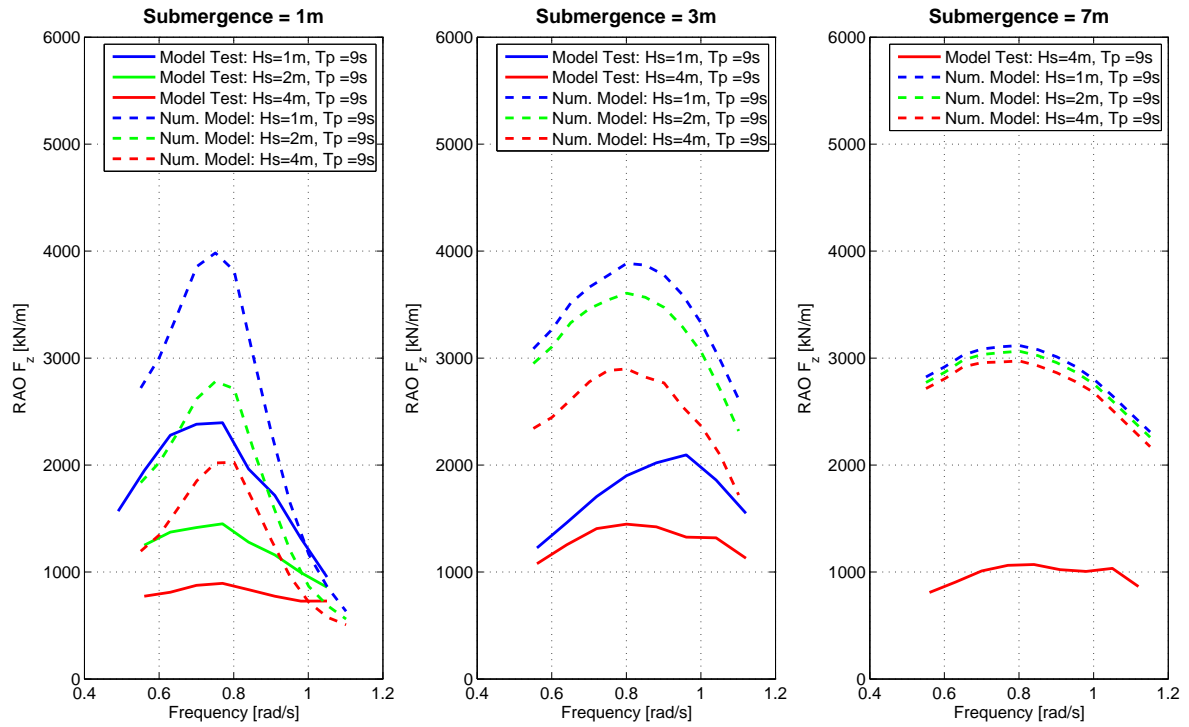 Submergence = 1m
6000
5000
4000
3000
2000
1000
0
RAO F_z [kN/m]
Model Test: Hs=1m, Tp =9s
Model Test: Hs=2m, Tp =9s
Model Test: Hs=4m, Tp =9s
Num. Model: Hs=1m, Tp =9s
Num. Model: Hs=2m, Tp =9s
Num. Model: Hs=4m, Tp =9s
0.4 0.6 0.8 1 1.2
Frequency [rad/s]
Submergence = 3m
6000
5000
4000
3000
2000
1000
0
RAO F_z [kN/m]
Model Test: Hs=1m, Tp =9s
Model Test: Hs=4m, Tp =9s
Num. Model: Hs=1m, Tp =9s
Num. Model: Hs=2m, Tp =9s
Num. Model: Hs=4m, Tp =9s
0.4 0.6 0.8 1 1.2
Frequency [rad/s]
Submergence = 7m
6000
5000
4000
3000
2000
1000
0
RAO F_z [kN/m]
Model Test: Hs=4m, Tp =9s
Num. Model: Hs=1m, Tp =9s
Num. Model: Hs=2m, Tp =9s
Num. Model: Hs=4m, Tp =9s
0.4 0.6 0.8 1 1.2
Frequency [rad/s]